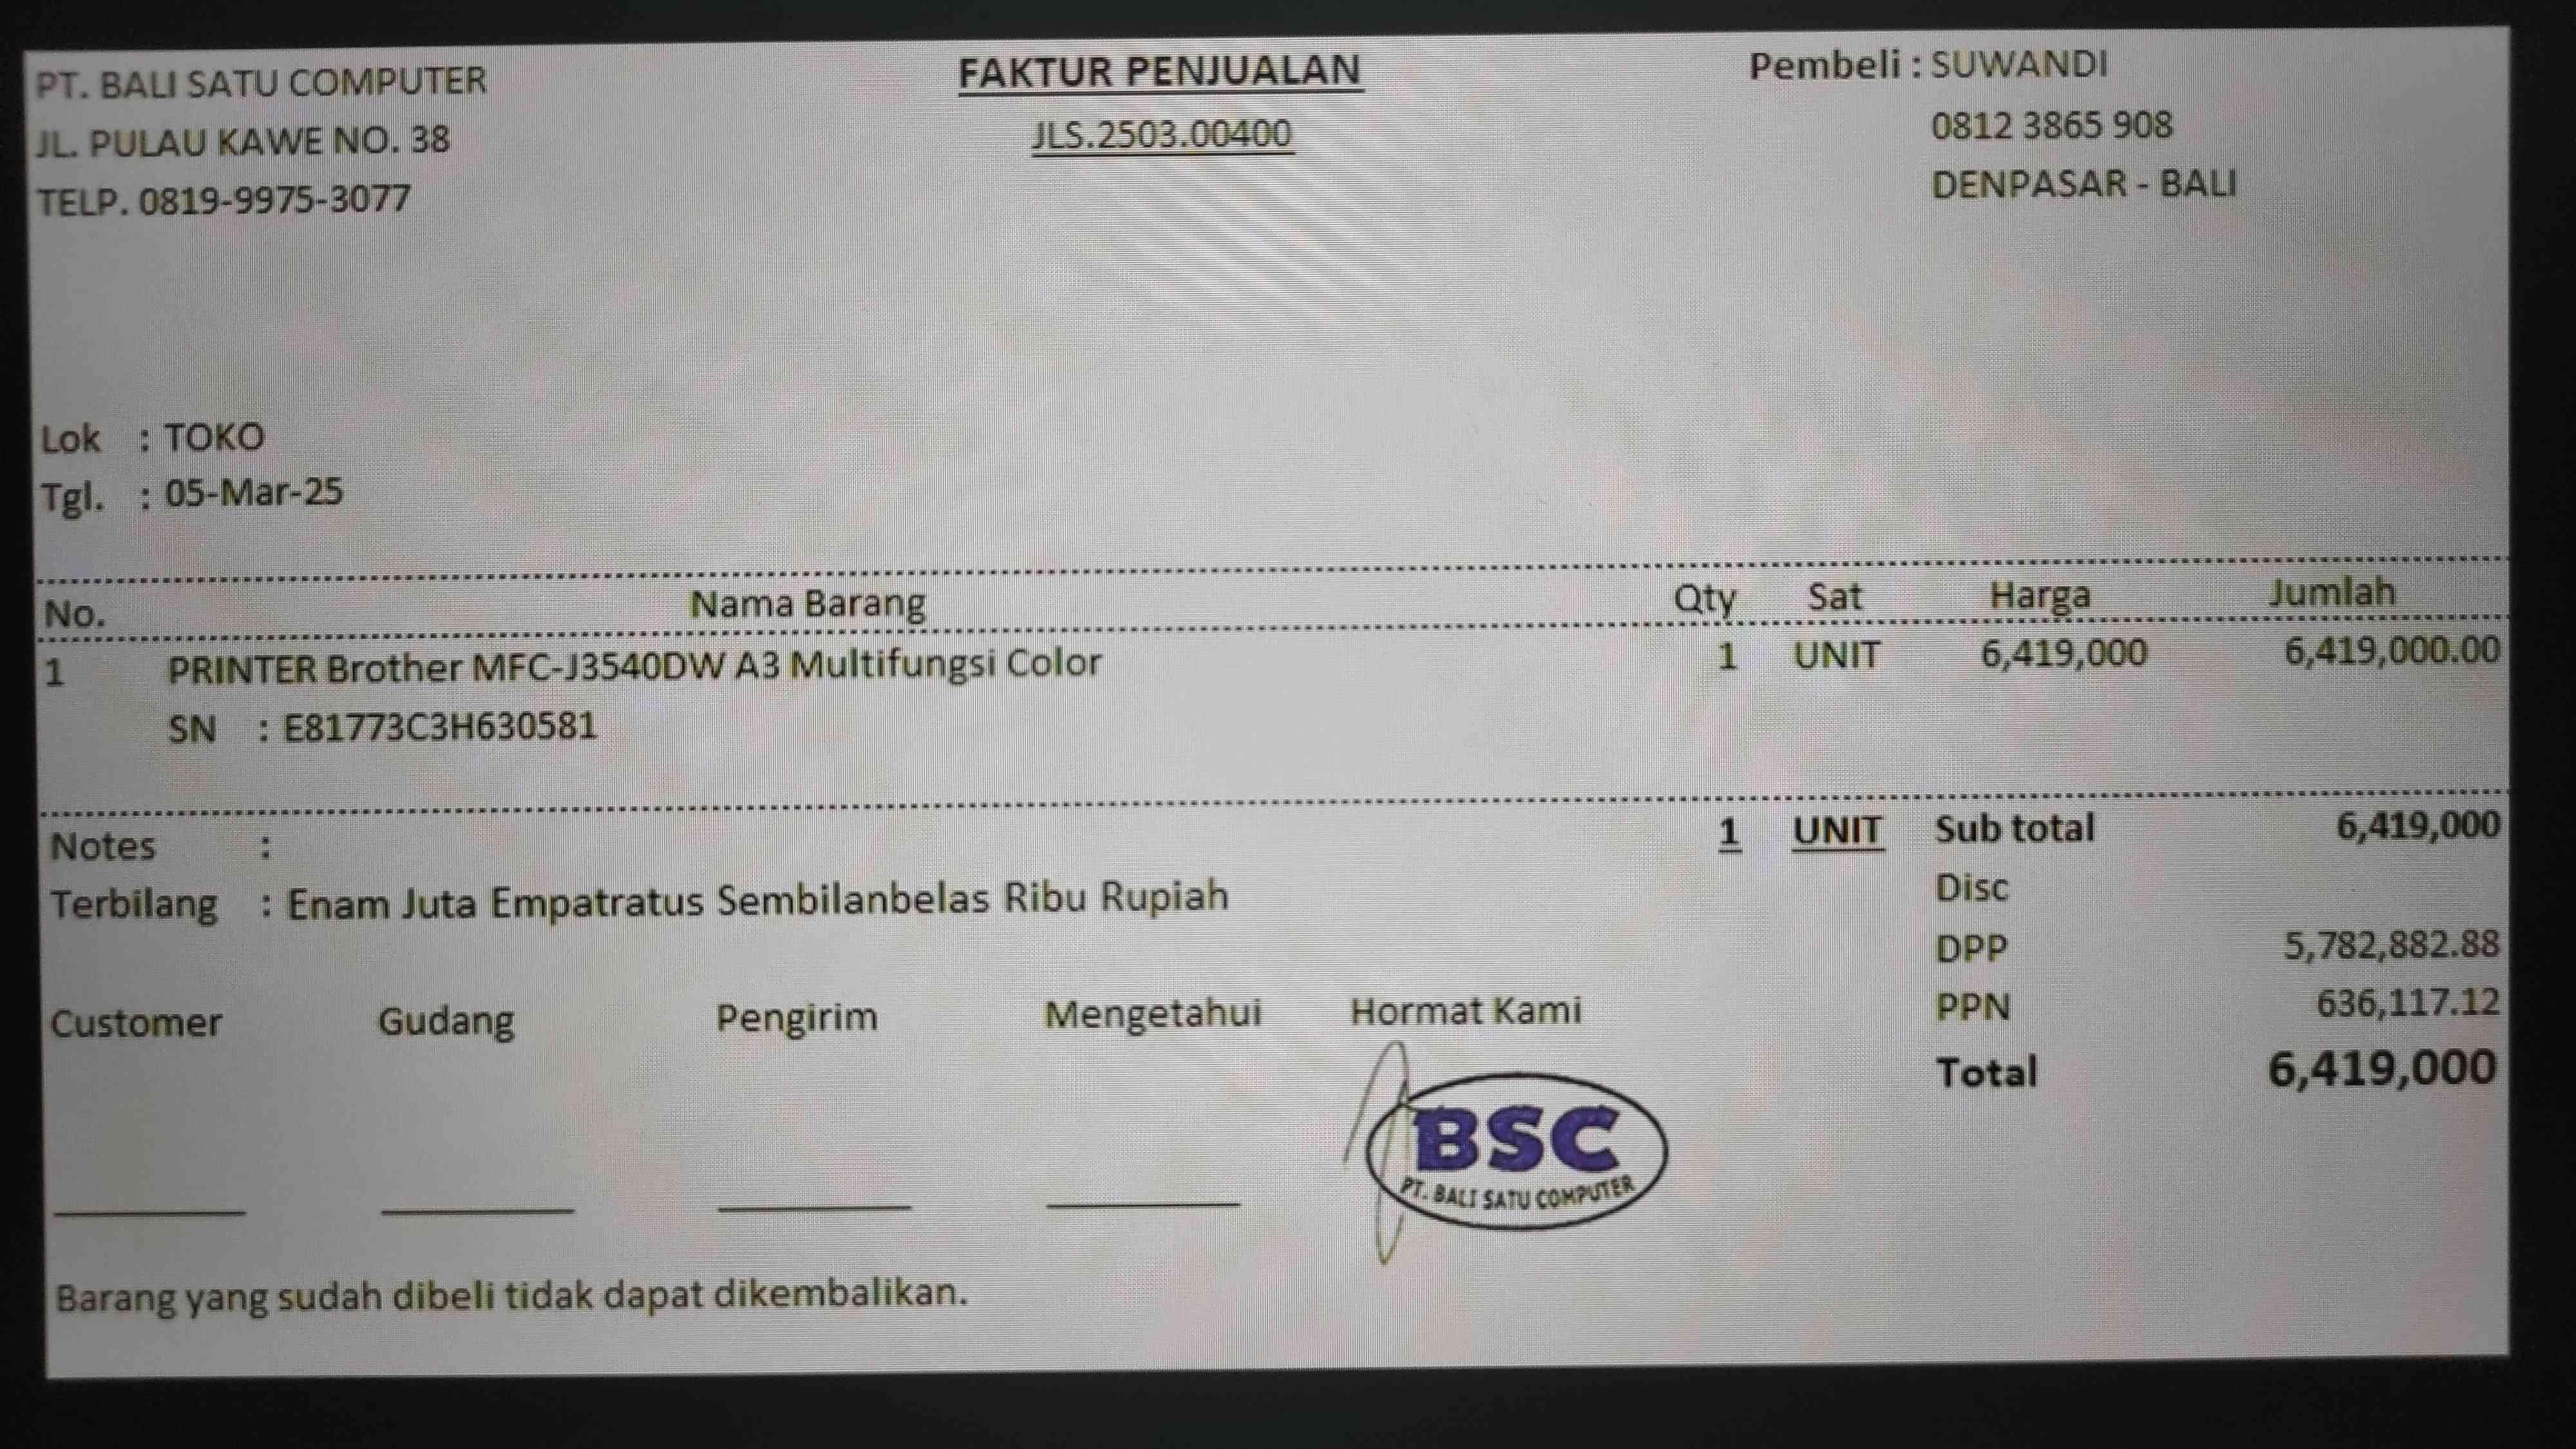 PT. BALI SATU COMPUTER
JL. PULAU KAWE NO. 38
TELP. 0819-9975-3077
FAKTUR PENJUALAN
JLS.2503.00400
Pembeli : SUWANDI
0812 3865 908
DENPASAR - BALI
Lok : TOKO
Tgl. : 05-Mar-25
No. Nama Barang Qty Sat Harga Jumlah
1 PRINTER Brother MFC-J3540DW A3 Multifungsi Color 1 UNIT 6,419,000 6,419,000.00
SN : E81773C3H630581
Notes : 1 UNIT Sub total 6,419,000
Terbilang : Enam Juta Empatratus Sembilanbelas Ribu Rupiah
Disc
DPP 5,782,882.88
PPN 636,117.12
Total 6,419,000
Customer Gudang Pengirim Mengetahui Hormat Kami
BSC
PT. BALI SATU COMPUTER
Barang yang sudah dibeli tidak dapat dikembalikan.